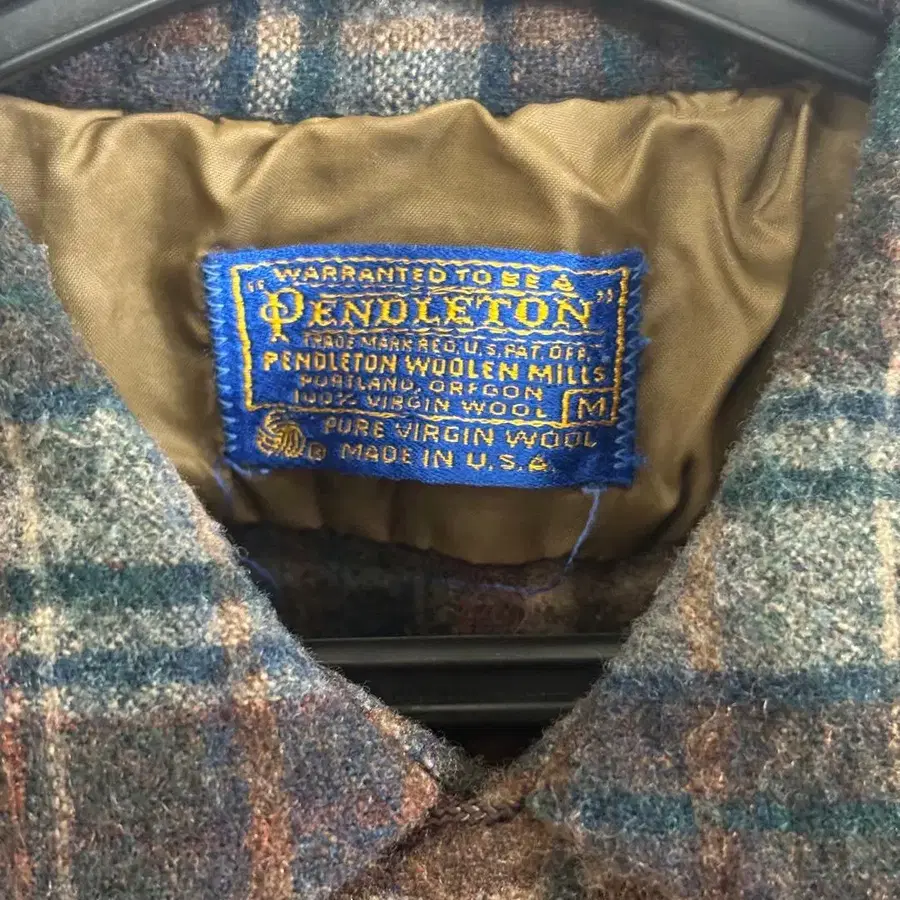 WARRANTED TO BE A
"PENDLETON"
TRADE MARK REG. U.S. PAT. OFF.
PENDLETON WOOLEN MILLS
PORTLAND, OREGON
100% VIRGIN WOOL M
PURE VIRGIN WOOL
R MADE IN U.S.A.